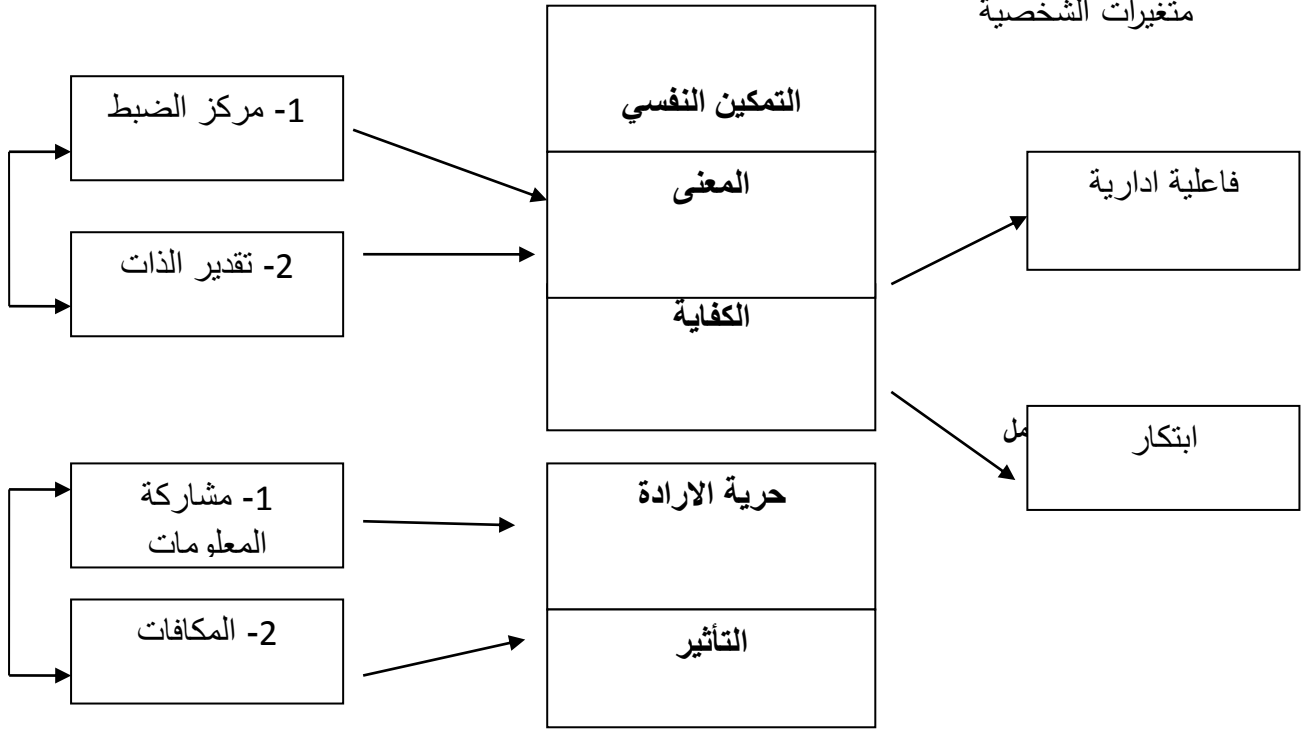 متغيرات الشخصية
التمكين النفسي
1- مركز الضبط
المعنى
فاعلية ادارية
2- تقدير الذات
الكفاية
ابتكار
1- مشاركة
المعلومات
حرية الارادة
2- المكافات
التأثير